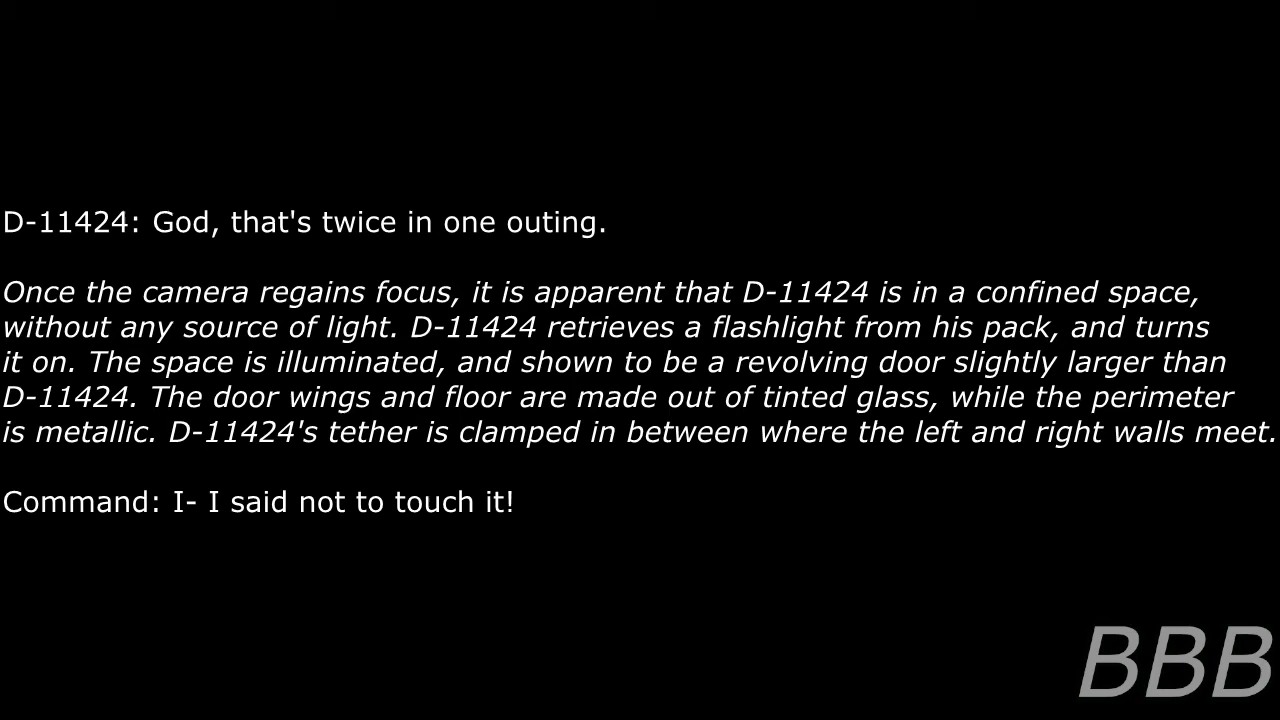 D-11424: God, that's twice in one outing.
Once the camera regains focus, it is apparent that D-11424 is in a confined space,
without any source of light. D-11424 retrieves a flashlight from his pack, and turns
it on. The space is illuminated, and shown to be a revolving door slightly larger than
D-11424. The door wings and floor are made out of tinted glass, while the perimeter
is metallic. D-11424's tether is clamped in between where the left and right walls meet.
Command: I- I said not to touch it!
BBB